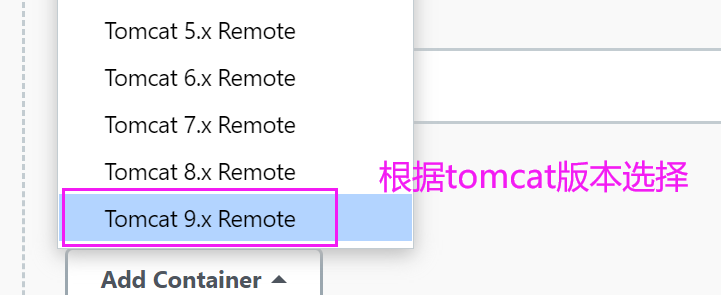 Tomcat 5.x Remote
Tomcat 6.x Remote
Tomcat 7.x Remote
Tomcat 8.x Remote
根据tomcat版本选择
Tomcat 9.x Remote
Add Container